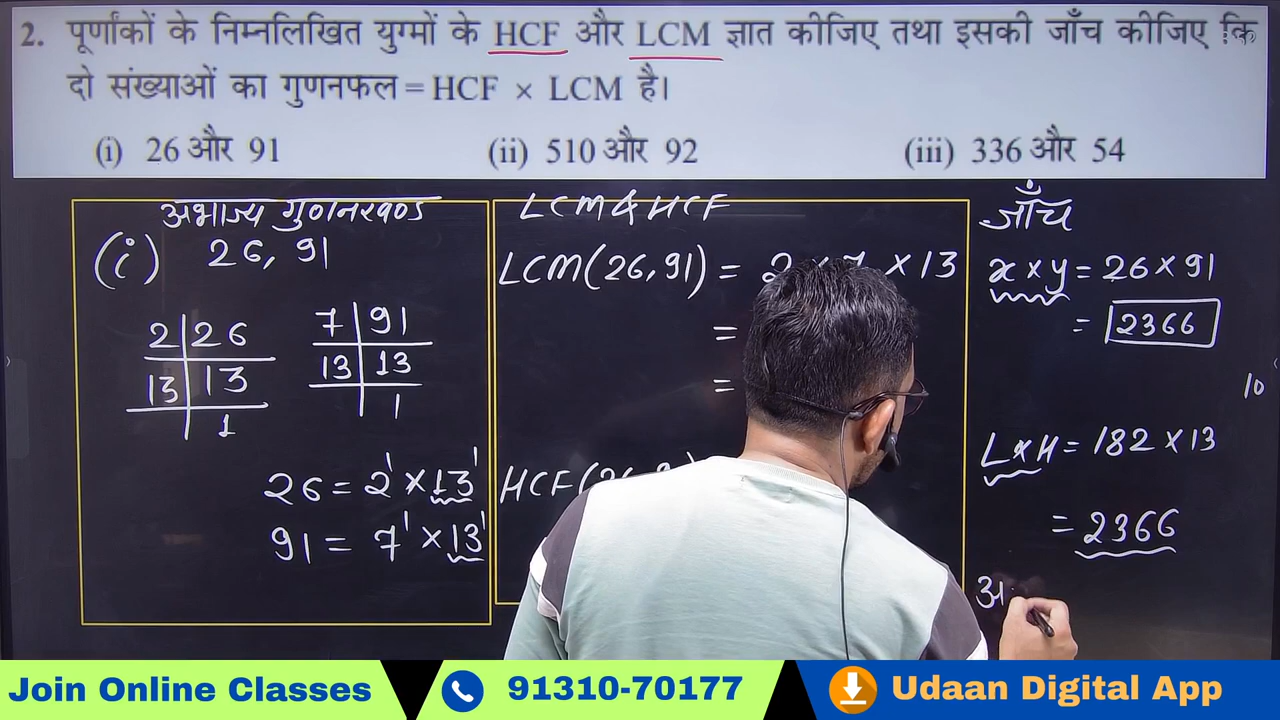 2. पूर्णांकों के निम्नलिखित युग्मों के HCF और LCM ज्ञात कीजिए तथा इसकी जाँच कीजिए कि
दो संख्याओं का गुणनफल = HCF × LCM है।
(i) 26 और 91 (ii) 510 और 92 (iii) 336 और 54
अभाज्य गुणनखण्ड
(i) 26, 91
2 | 26
13 | 13
1
7 | 91
13 | 13
1
26 = 2¹ × 13¹
91 = 7¹ × 13¹
LCM & HCF
LCM(26, 91) = 2 × 7 × 13
=
=
HCF(26
जाँच
x × y = 26 × 91
= 2366
10
L × H = 182 × 13
= 2366
Join Online Classes
91310-70177
Udaan Digital App